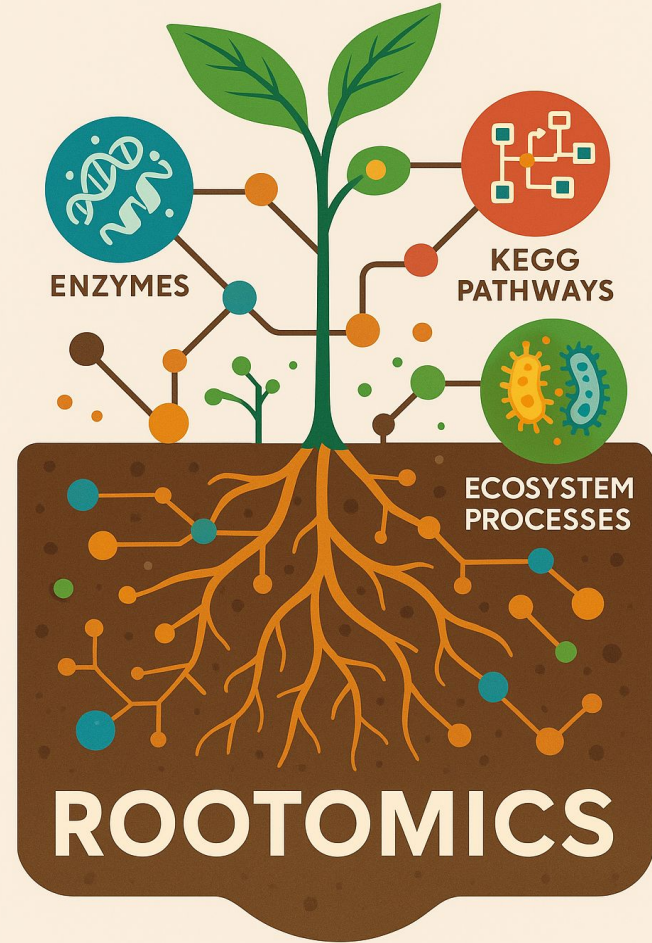 ENZYMES
KEGG
PATHWAYS
ECOSYSTEM
PROCESSES
ROOTOMICS